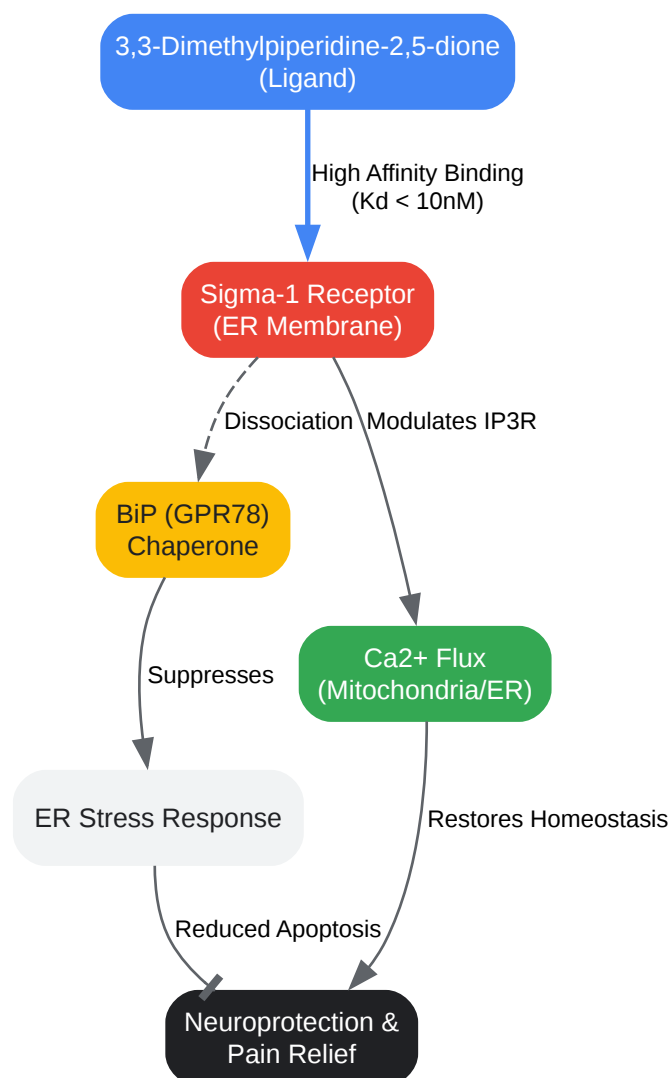 3,3-Dimethylpiperidine-2,5-dione
(Ligand)
High Affinity Binding
(Kd < 10nM)
Sigma-1 Receptor
(ER Membrane)
Dissociation
Modulates IP3R
BiP (GPR78)
Chaperone
Ca2+ Flux
(Mitochondria/ER)
Suppresses
ER Stress Response
Restores Homeostasis
Reduced Apoptosis
Neuroprotection &
Pain Relief